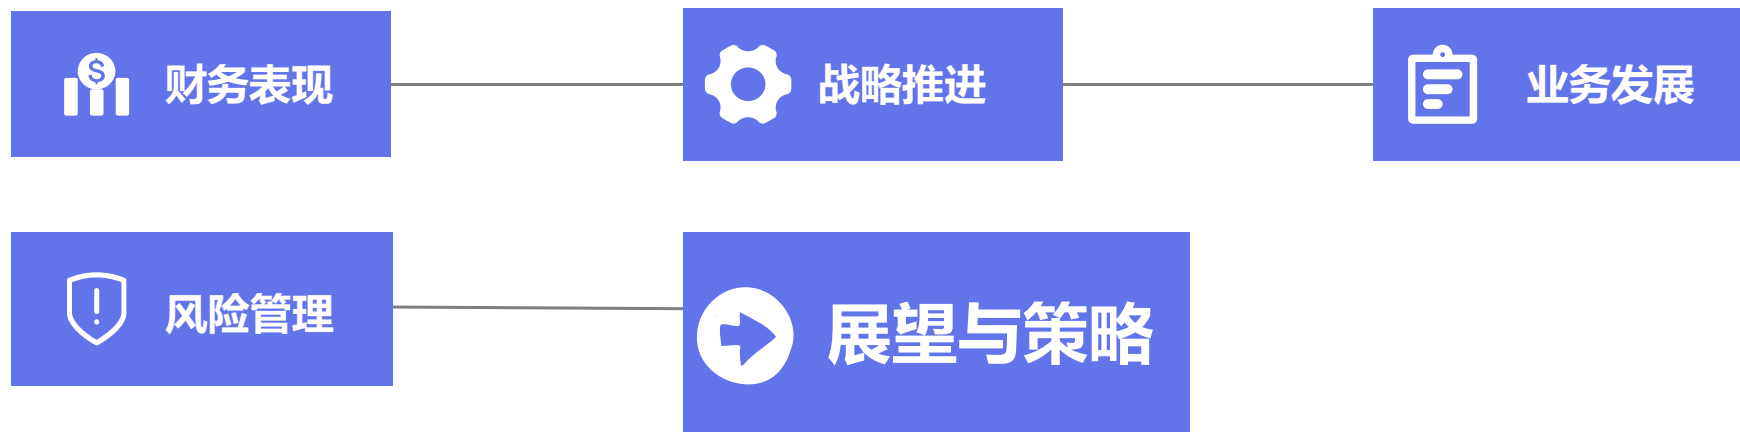 财务表现
战略推进
业务发展
风险管理
展望与策略